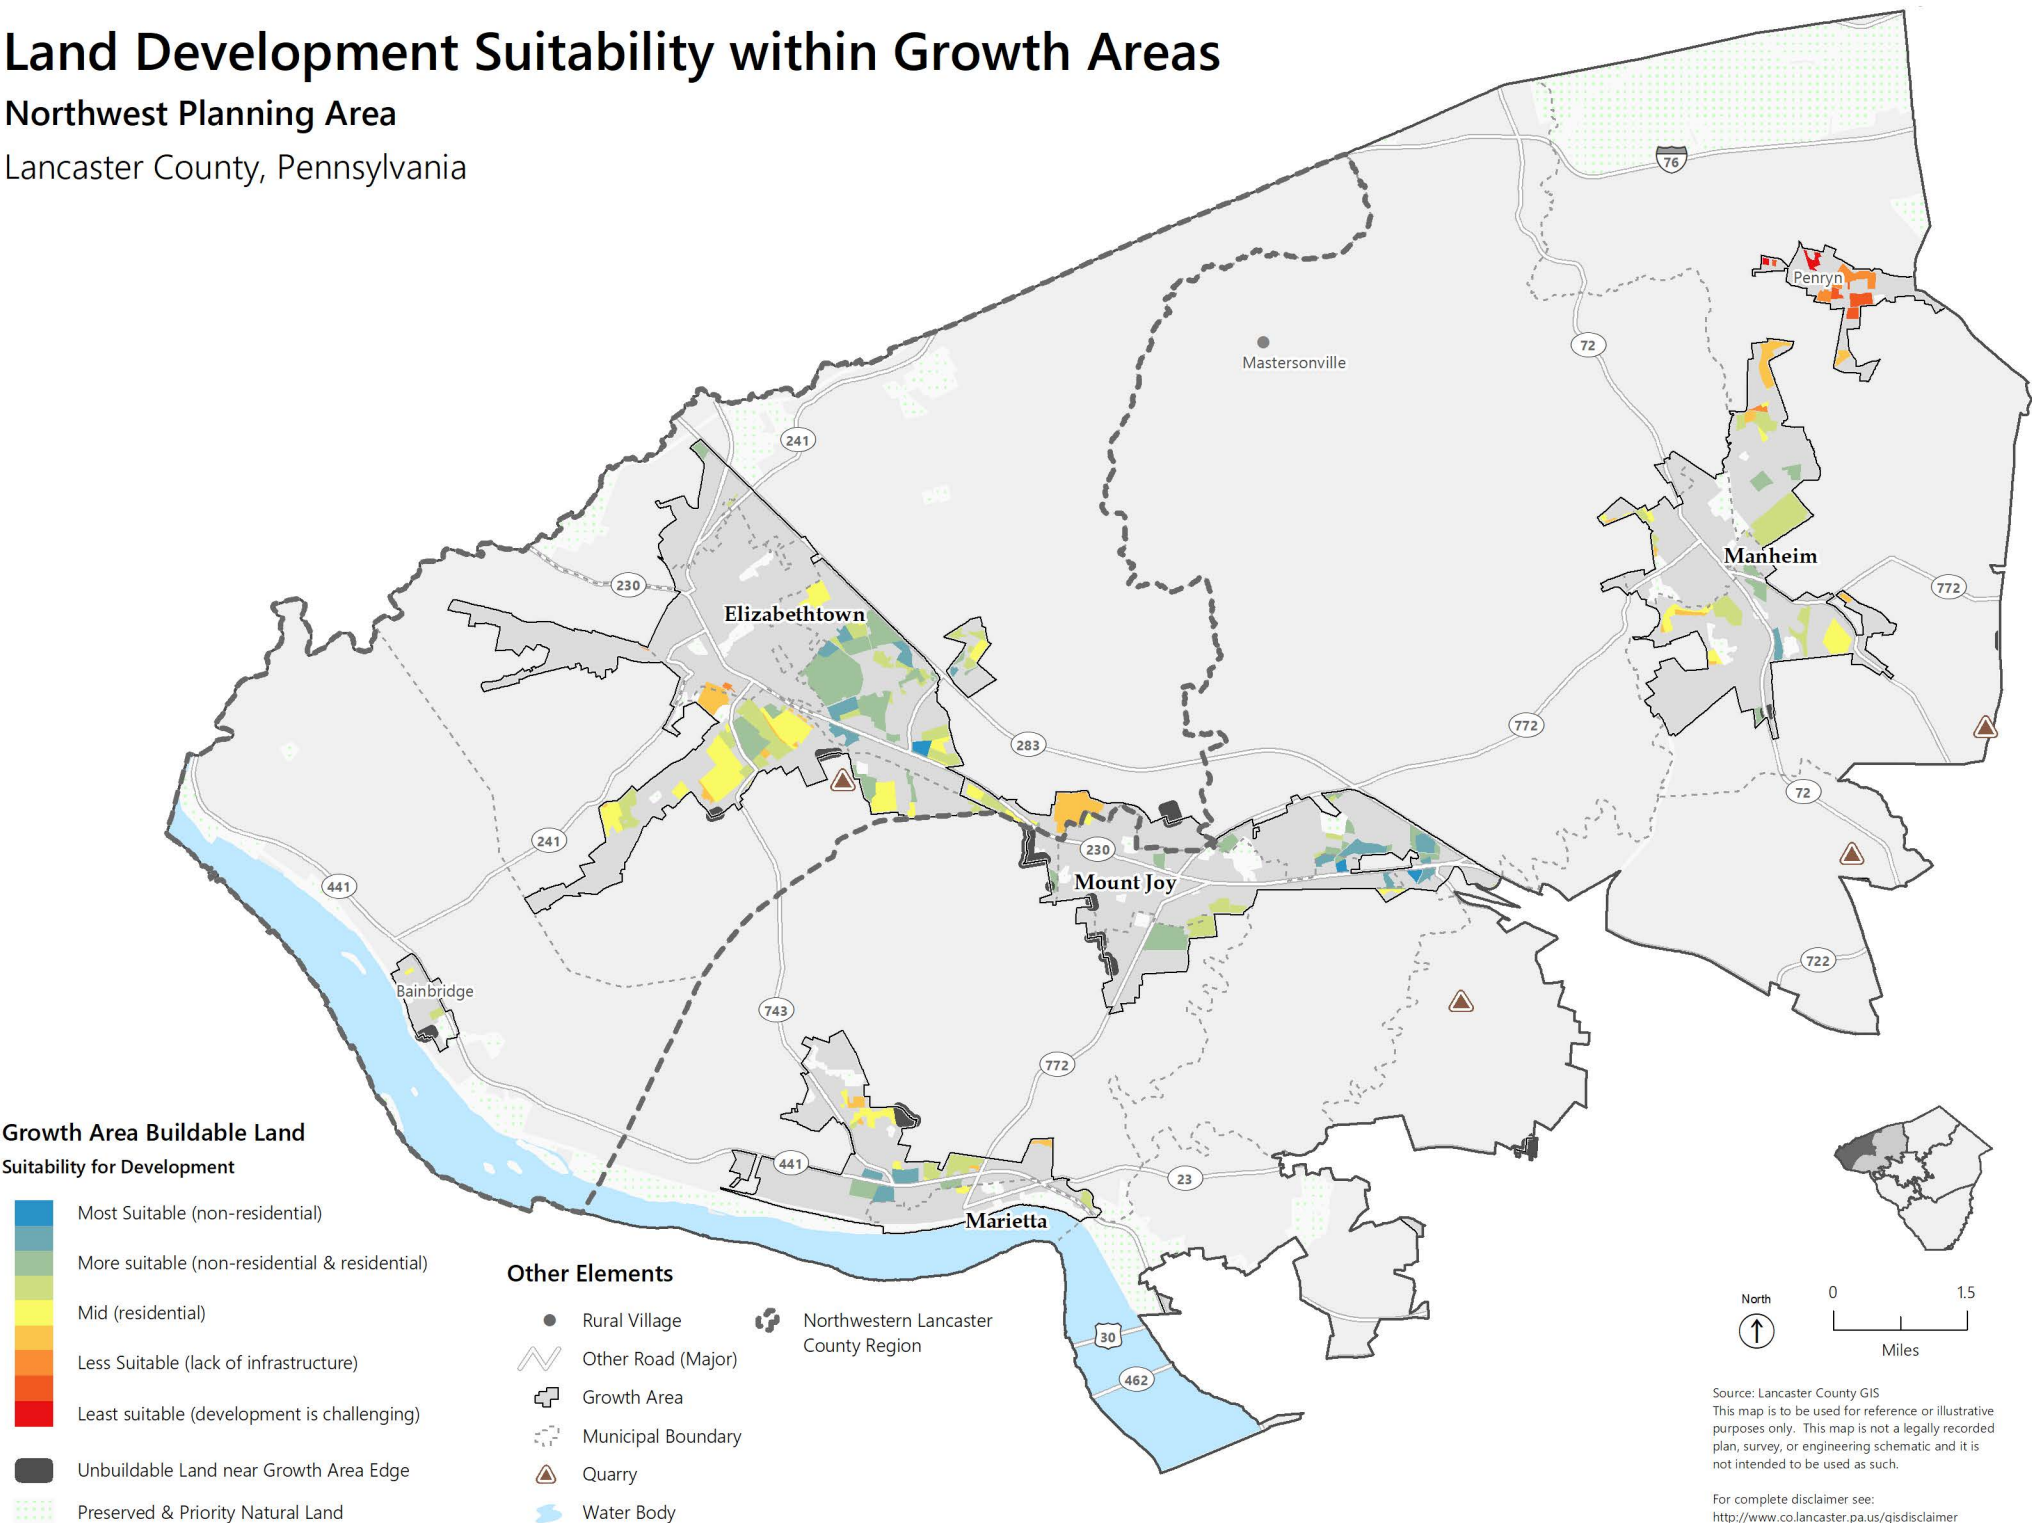 Land Development Suitability within Growth Areas
Northwest Planning Area
Lancaster County, Pennsylvania
76
Penryn
72
Mastersonville
241
230
Elizabethtown
Manheim
772
283
772
72
241
230
Mount Joy
441
722
Bainbridge
743
772
441
23
Marietta
30
462
Growth Area Buildable Land
Suitability for Development
Most Suitable (non-residential)
More suitable (non-residential & residential)
Mid (residential)
Less Suitable (lack of infrastructure)
Least suitable (development is challenging)
Unbuildable Land near Growth Area Edge
Preserved & Priority Natural Land
Other Elements
Rural Village
Other Road (Major)
Growth Area
Municipal Boundary
Quarry
Water Body
Northwestern Lancaster
County Region
North
0 1.5
Miles
Source: Lancaster County GIS
This map is to be used for reference or illustrative
purposes only. This map is not a legally recorded
plan, survey, or engineering schematic and it is
not intended to be used as such.
For complete disclaimer see:
http://www.co.lancaster.pa.us/gisdisclaimer